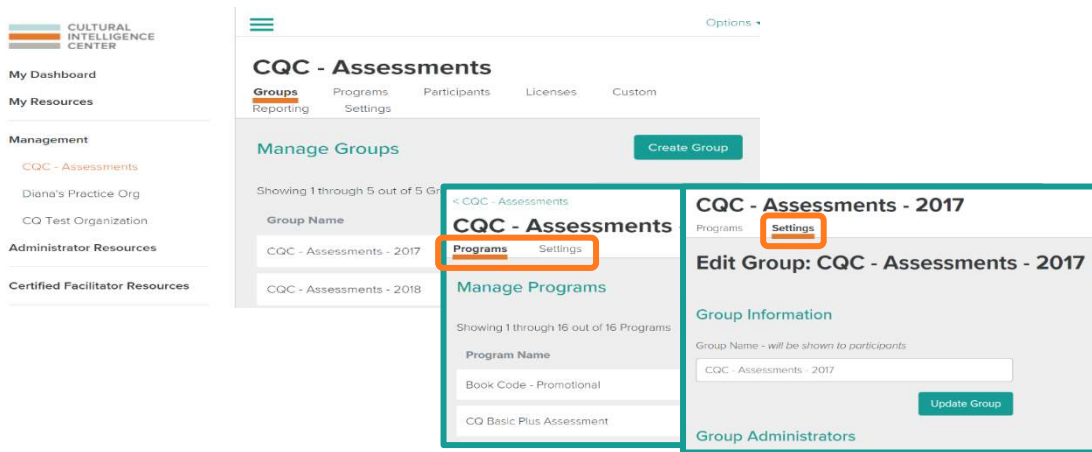 CULTURAL
INTELLIGENCE
CENTER
My Dashboard
My Resources
Management
CQC - Assessments
Diana's Practice Org
CQ Test Organization
Administrator Resources
Certified Facilitator Resources
Options
CQC - Assessments
Groups Programs Participants Licenses Custom
Reporting Settings
Manage Groups
Create Group
Showing 1 through 5 out of 5
Group Name
CQC - Assessments - 2017
CQC - Assessments - 2018
< CQC - Assessments
CQC - Assessments -
Programs Settings
Manage Programs
Showing 1 through 16 out of 16 Programs
Program Name
Book Code - Promotional
CQ Basic Plus Assessment
CQC - Assessments - 2017
Programs Settings
Edit Group: CQC - Assessments - 2017
Group Information
Group Name - will be shown to participants
CQC - Assessments - 2017
Update Group
Group Administrators